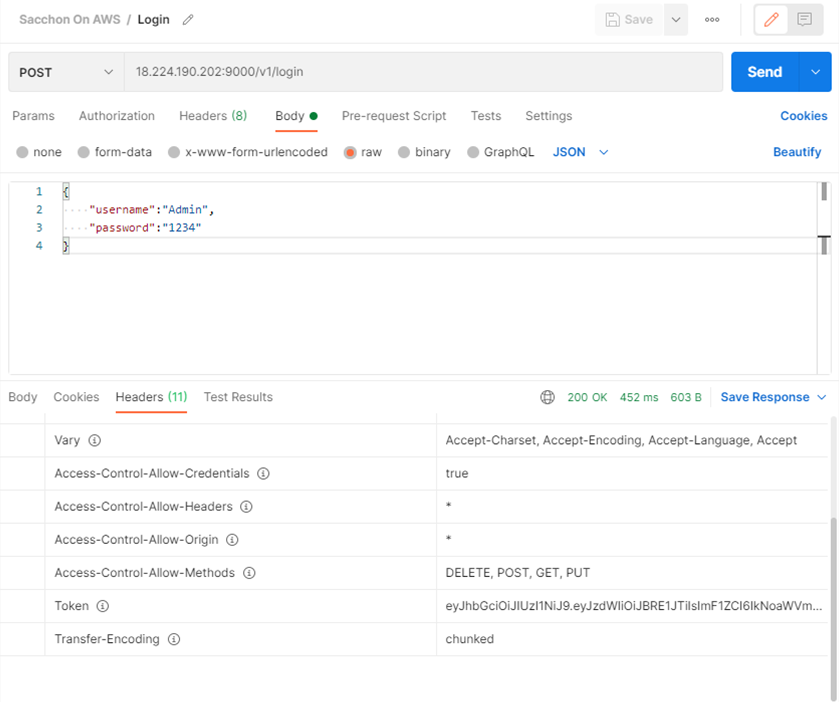 Sacchon On AWS / Login
Save
POST 18.224.190.202:9000/v1/login Send
Params Authorization Headers (8) Body Pre-request Script Tests Settings Cookies
none form-data x-www-form-urlencoded raw binary GraphQL JSON Beautify
1 {
2 "username":"Admin",
3 "password":"1234"
4 }
Body Cookies Headers (11) Test Results 200 OK 452 ms 603 B Save Response
Vary Accept-Charset, Accept-Encoding, Accept-Language, Accept
Access-Control-Allow-Credentials true
Access-Control-Allow-Headers *
Access-Control-Allow-Origin *
Access-Control-Allow-Methods DELETE, POST, GET, PUT
Token eyJhbGciOiJIUzI1NiJ9.eyJzdWIiOiJBRE1JTiIsImF1ZCI6IkNoaWVm...
Transfer-Encoding chunked